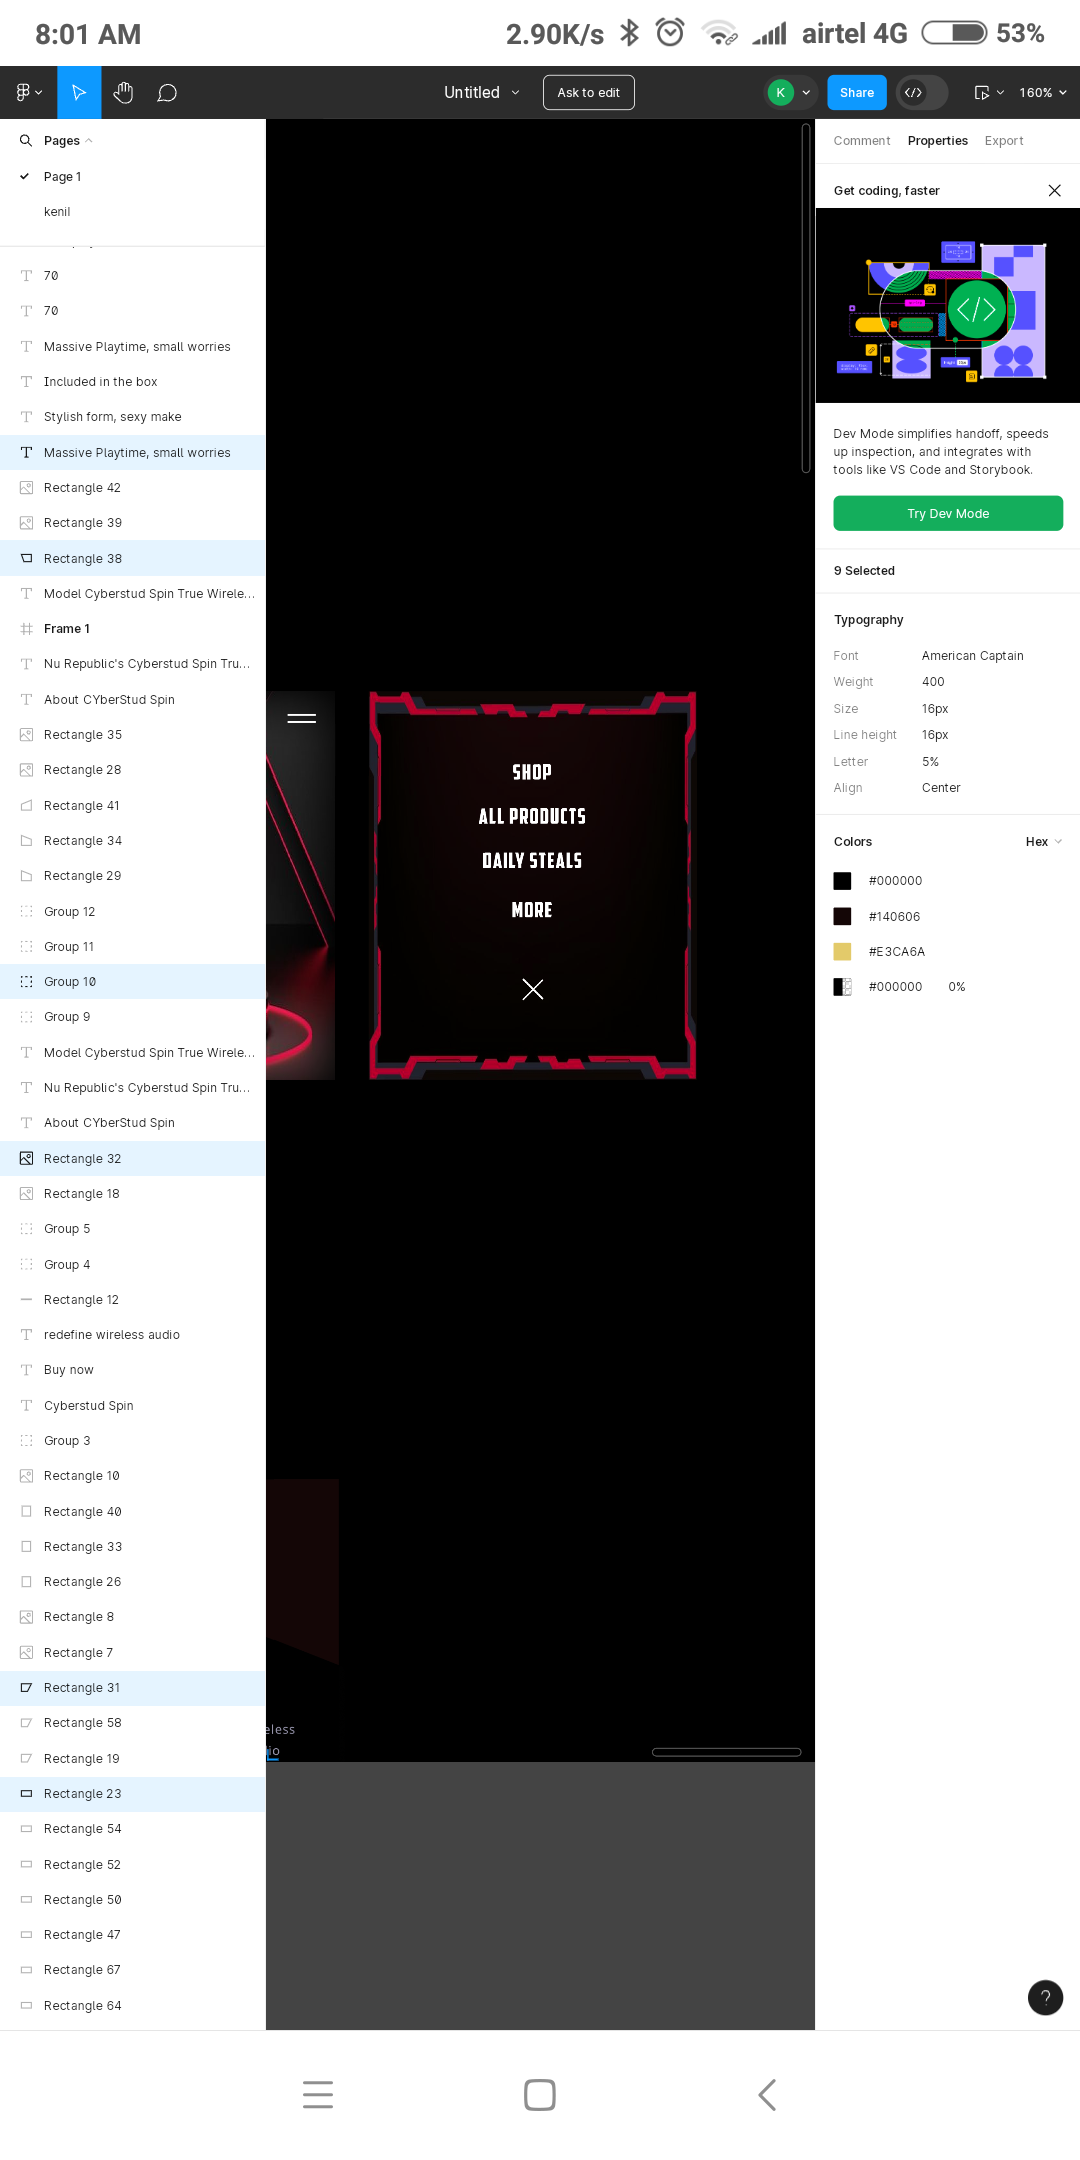 8:01 AM
2.90K/s
airtel 4G
53%
Untitled
Ask to edit
K
Share
160%
Pages
Page 1
kenil
70
70
Massive Playtime, small worries
Included in the box
Stylish form, sexy make
Massive Playtime, small worries
Rectangle 42
Rectangle 39
Rectangle 38
Model Cyberstud Spin True Wirele...
Frame 1
Nu Republic's Cyberstud Spin Tru...
About CYberStud Spin
Rectangle 35
Rectangle 28
Rectangle 41
Rectangle 34
Rectangle 29
Group 12
Group 11
Group 10
Group 9
Model Cyberstud Spin True Wirele...
Nu Republic's Cyberstud Spin Tru...
About CYberStud Spin
Rectangle 32
Rectangle 18
Group 5
Group 4
Rectangle 12
redefine wireless audio
Buy now
Cyberstud Spin
Group 3
Rectangle 10
Rectangle 40
Rectangle 33
Rectangle 26
Rectangle 8
Rectangle 7
Rectangle 31
Rectangle 58
Rectangle 19
Rectangle 23
Rectangle 54
Rectangle 52
Rectangle 50
Rectangle 47
Rectangle 67
Rectangle 64
SHOP
ALL PRODUCTS
DAILY STEALS
MORE
eless
io
Comment Properties Export
Get coding, faster
Dev Mode simplifies handoff, speeds
up inspection, and integrates with
tools like VS Code and Storybook.
Try Dev Mode
9 Selected
Typography
Font American Captain
Weight 400
Size 16px
Line height 16px
Letter 5%
Align Center
Colors Hex
#000000
#140606
#E3CA6A
#000000 0%
?